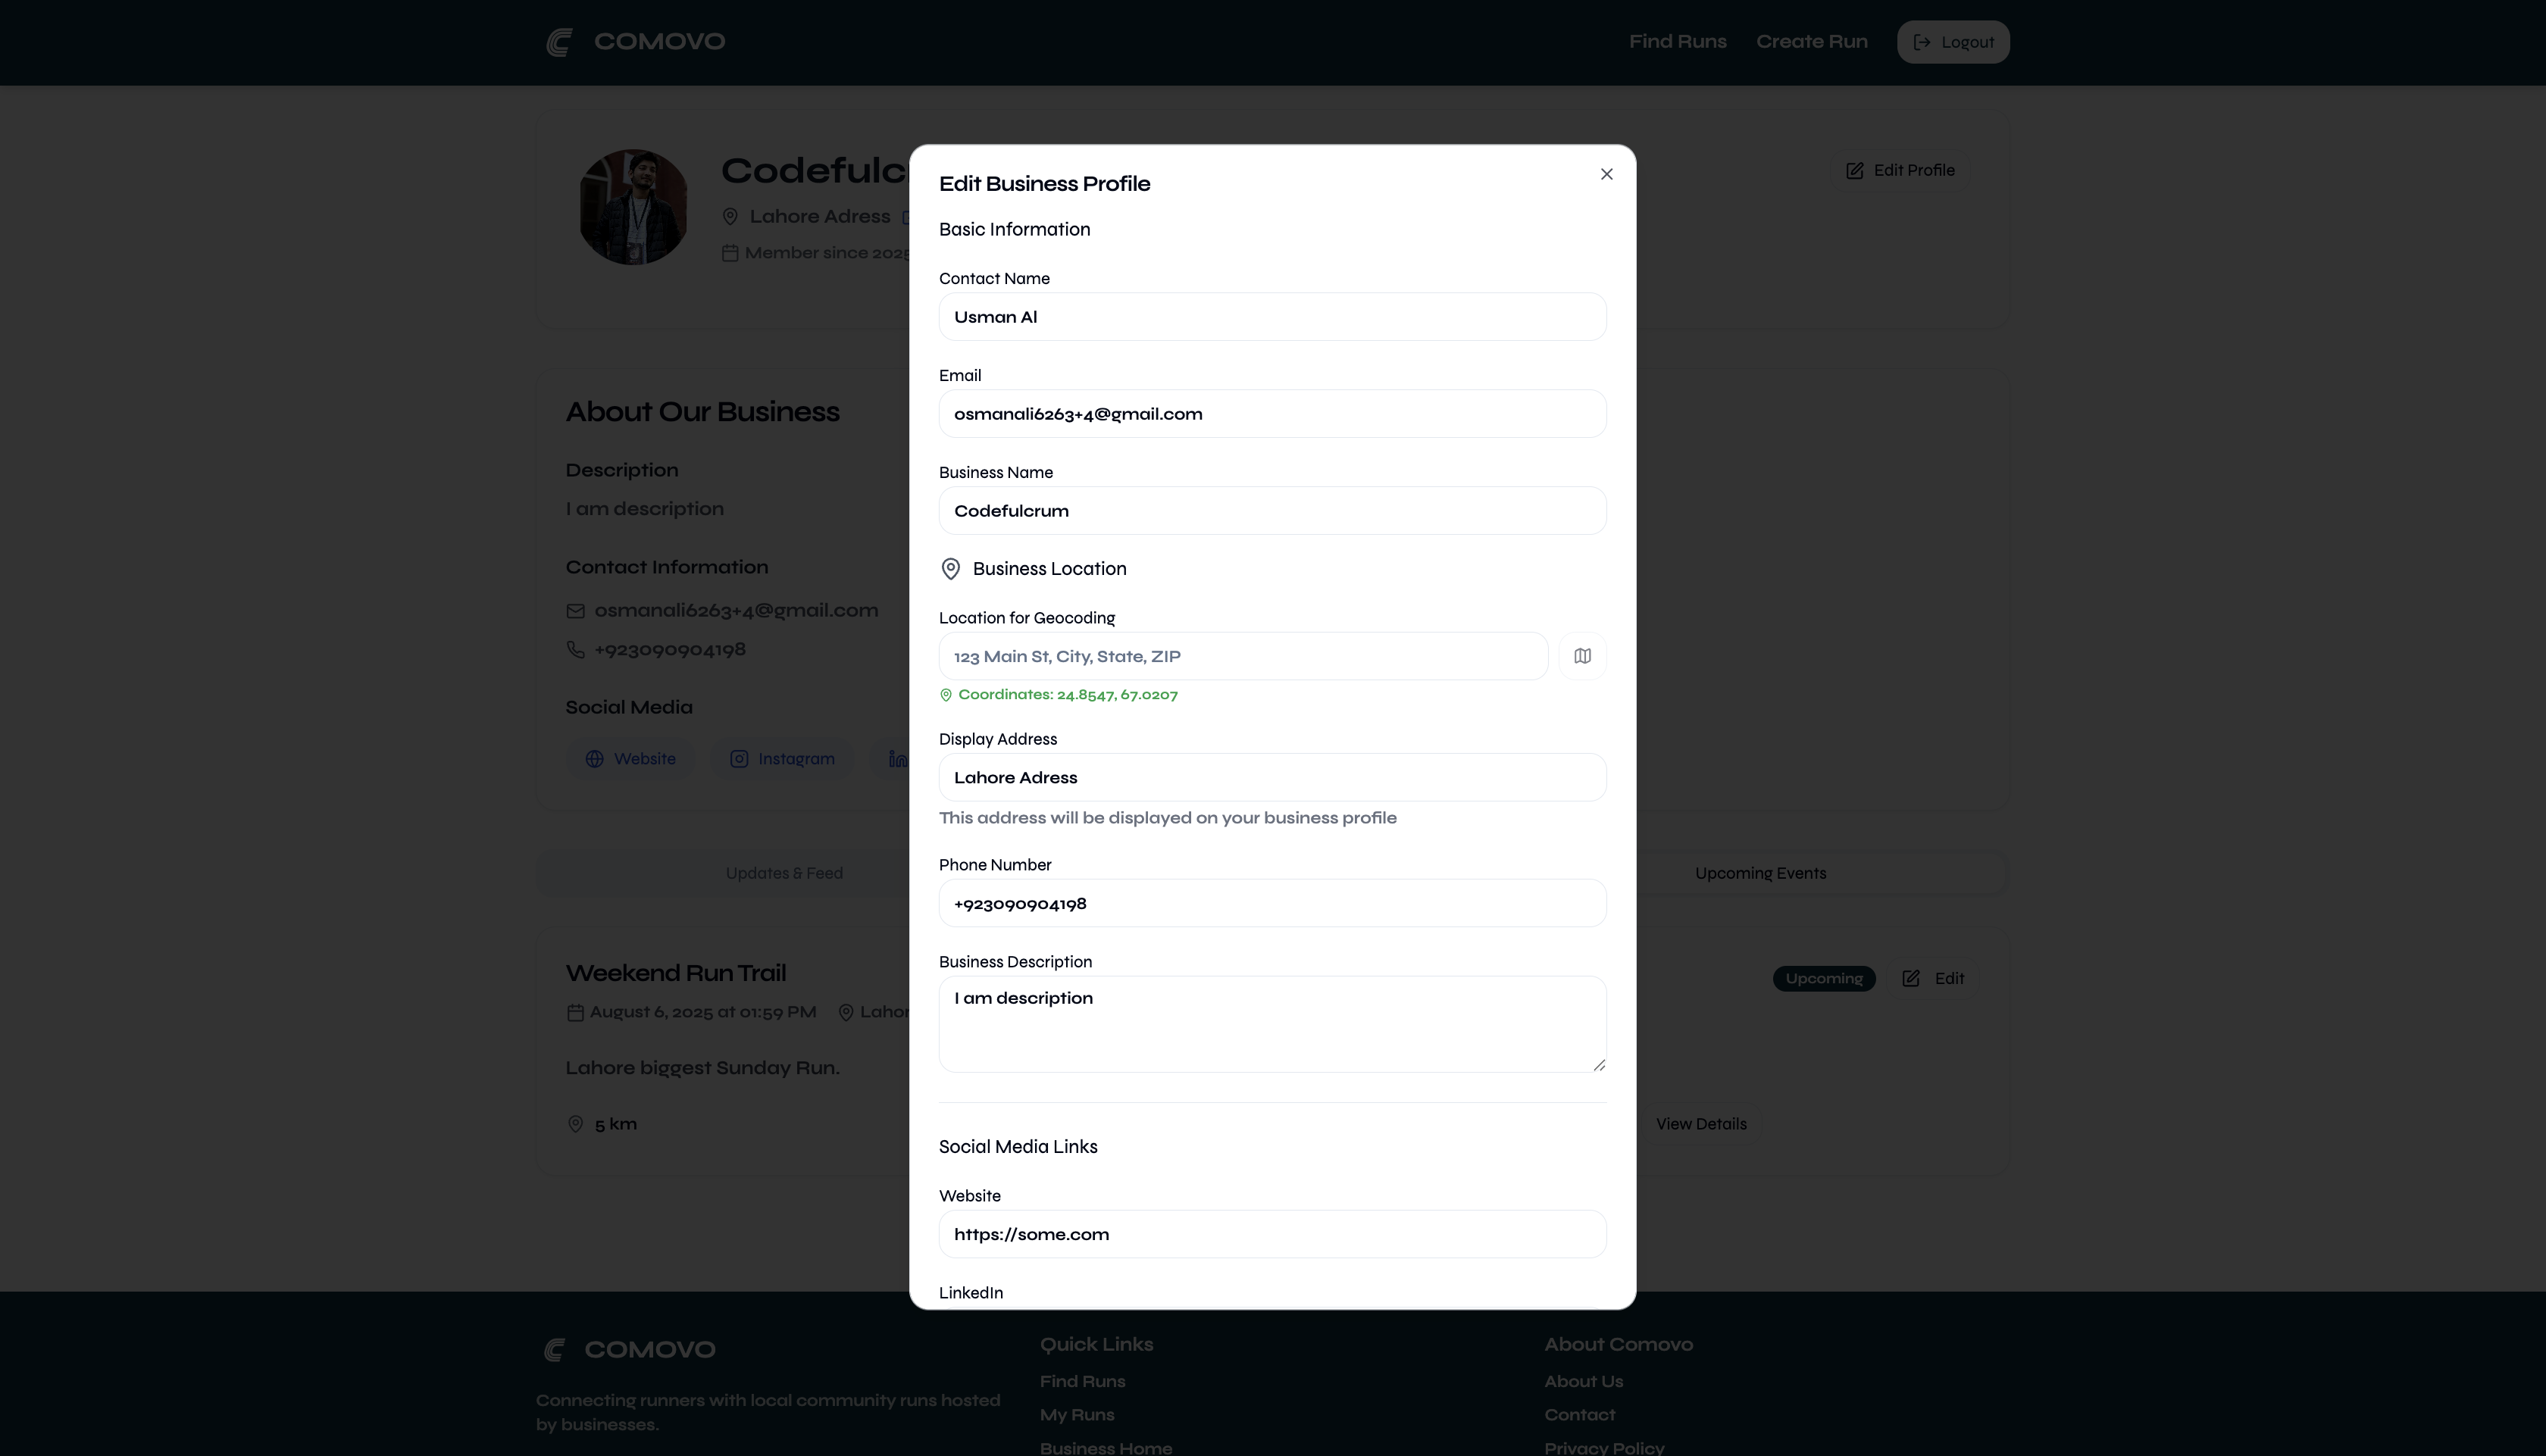 COMOVO
Find Runs
Create Run
Logout
Lahore Adress
Member since 2025
Edit Profile
About Our Business
Description
I am description
Contact Information
osmanali6263+4@gmail.com
+923090904198
Social Media
Website
Instagram
Updates & Feed
Upcoming Events
Weekend Run Trail
August 6, 2025 at 01:59 PM
Upcoming
Edit
Lahore biggest Sunday Run.
5 km
View Details
Edit Business Profile
Basic Information
Contact Name
Usman Al
Email
osmanali6263+4@gmail.com
Business Name
Codefulcrum
Business Location
Location for Geocoding
123 Main St, City, State, ZIP
Coordinates: 24.8547, 67.0207
Display Address
Lahore Adress
This address will be displayed on your business profile
Phone Number
+923090904198
Business Description
I am description
Social Media Links
Website
https://some.com
LinkedIn
COMOVO
Connecting runners with local community runs hosted
by businesses.
Quick Links
Find Runs
My Runs
Business Home
About Comovo
About Us
Contact
Privacy Policy